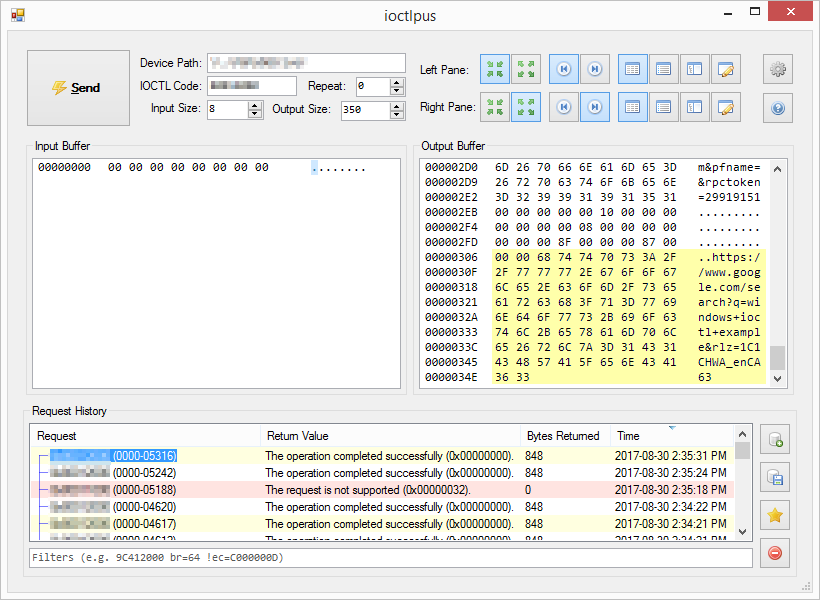 ioctlpus
Send
Device Path:
IOCTL Code:
Repeat: 0
Input Size: 8
Output Size: 350
Left Pane:
Right Pane:
Input Buffer
00000000 00 00 00 00 00 00 00 00 ........
Output Buffer
000002D0 6D 26 70 66 6E 61 6D 65 3D m&pfname=
000002D9 26 72 70 63 74 6F 6B 65 6E &rpctoken
000002E2 3D 32 39 39 31 39 31 35 31 =29919151
000002EB 00 00 00 00 00 10 00 00 00 .........
000002F4 00 00 00 00 08 00 00 00 00 .........
000002FD 00 00 00 8F 00 00 00 87 00 .........
00000306 00 00 68 74 74 70 73 3A 2F ..https:/
0000030F 2F 77 77 77 2E 67 6F 6F 67 /www.goog
00000318 6C 65 2E 63 6F 6D 2F 73 65 le.com/se
00000321 61 72 63 68 3F 71 3D 77 69 arch?q=wi
0000032A 6E 64 6F 77 73 2B 69 6F 63 ndows+ioc
00000333 74 6C 2B 65 78 61 6D 70 6C tl+exampl
0000033C 65 26 72 6C 7A 3D 31 43 31 e&rlz=1C1
00000345 43 48 57 41 5F 65 6E 43 41 CHWA_enCA
0000034E 36 33 63
Request History
Request Return Value Bytes Returned Time
(0000-05316) The operation completed successfully (0x00000000). 848 2017-08-30 2:35:31 PM
(0000-05242) The operation completed successfully (0x00000000). 848 2017-08-30 2:35:24 PM
(0000-05188) The request is not supported (0x00000032). 0 2017-08-30 2:35:18 PM
(0000-04620) The operation completed successfully (0x00000000). 848 2017-08-30 2:34:22 PM
(0000-04617) The operation completed successfully (0x00000000). 848 2017-08-30 2:34:21 PM
The operation completed successfully (0x00000000). 848 2017-08-30 2:34:21 PM
Filters (e.g. 9C412000 br=64 !ec=C000000D)